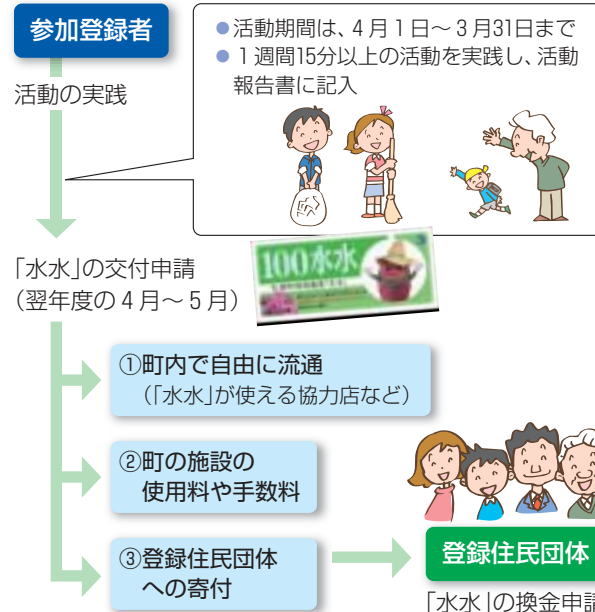 参加登録者
●活動期間は、4月1日～3月31日まで
●1週間15分以上の活動を実践し、活動
報告書に記入
活動の実践
「水水」の交付申請
（翌年度の4月～5月）
100水水
①町内で自由に流通
（「水水」が使える協力店など）
②町の施設の
使用料や手数料
③登録住民団体
への寄付
登録住民団体
「水水」の換金申請